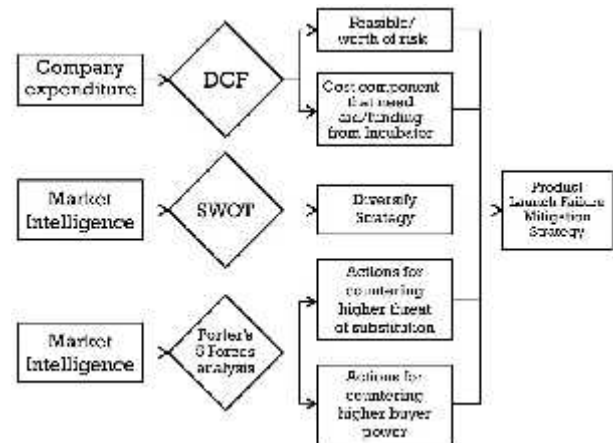 Feasible/
worth of risk
Company
expenditure
DCF
Cost component
that need
aid/funding
from Incubator
Market
Intelligence
SWOT
Diversify
Strategy
Product
Launch Failure
Mitigation
Strategy
Actions for
countering
higher threat
of substitution
Market
Intelligence
Porter's
5 Forces
analysis
Actions for
countering
higher buyer
power